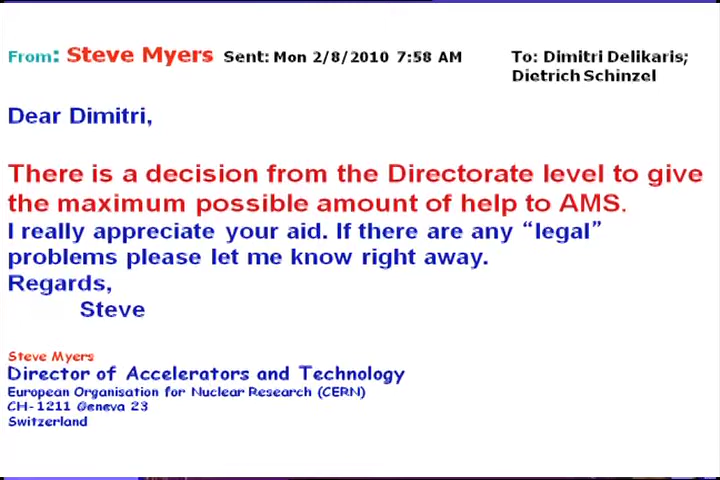 From: Steve Myers Sent: Mon 2/8/2010 7:58 AM To: Dimitri Delikaris;
Dietrich Schinzel
Dear Dimitri,
There is a decision from the Directorate level to give
the maximum possible amount of help to AMS.
I really appreciate your aid. If there are any “legal”
problems please let me know right away.
Regards,
Steve
Steve Myers
Director of Accelerators and Technology
European Organisation for Nuclear Research (CERN)
CH-1211 Geneva 23
Switzerland